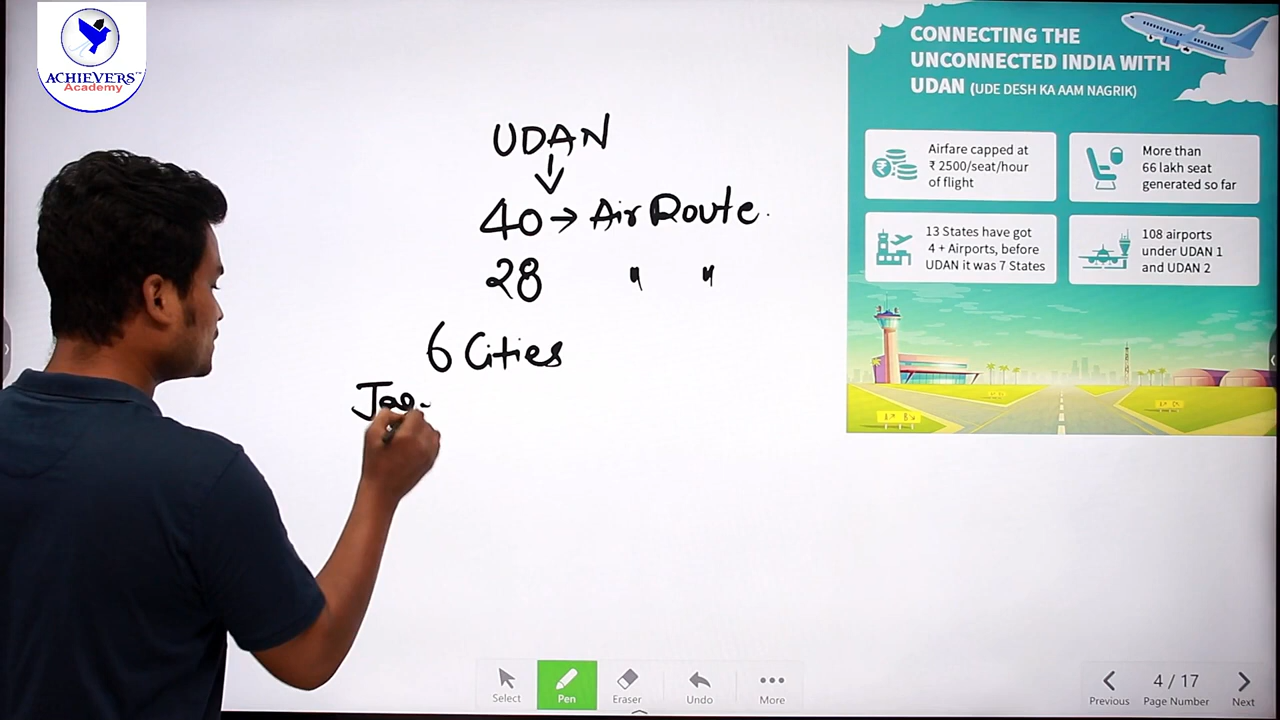 ACHIEVERS
Academy
UDAN
40 → Air Route.
28 " "
6 Cities
CONNECTING THE
UNCONNECTED INDIA WITH
UDAN (UDE DESH KA AAM NAGRIK)
Airfare capped at
₹ 2500/seat/hour
of flight
More than
66 lakh seat
generated so far
13 States have got
4 + Airports, before
UDAN it was 7 States
108 airports
under UDAN 1
and UDAN 2
Select
Pen
Eraser
Undo
More
Previous
4 / 17
Page Number
Next